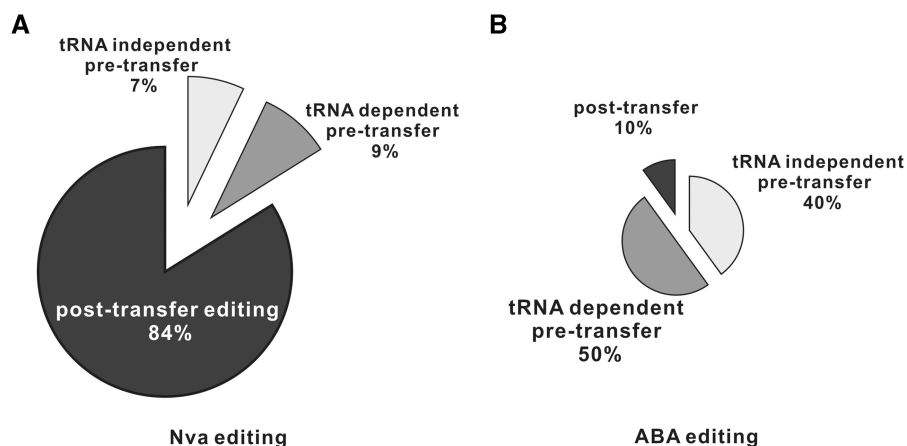 A
tRNA independent
pre-transfer
7%
tRNA dependent
pre-transfer
9%
post-transfer editing
84%
Nva editing
B
post-transfer
10%
tRNA independent
pre-transfer
40%
tRNA dependent
pre-transfer
50%
ABA editing